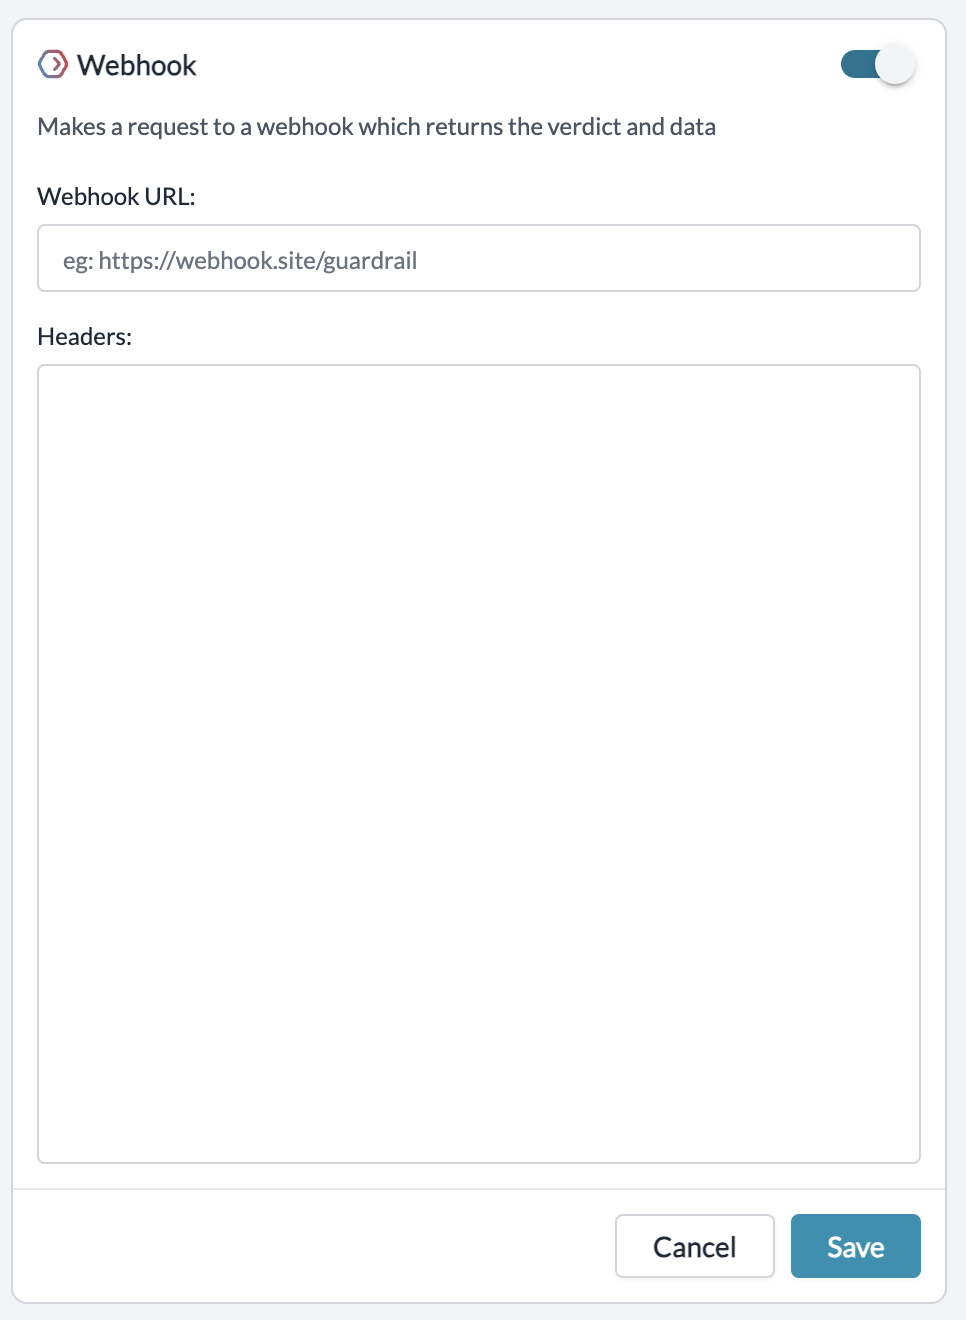 Webhook
Makes a request to a webhook which returns the verdict and data
Webhook URL:
eg: https://webhook.site/guardrail
Headers:
Cancel
Save